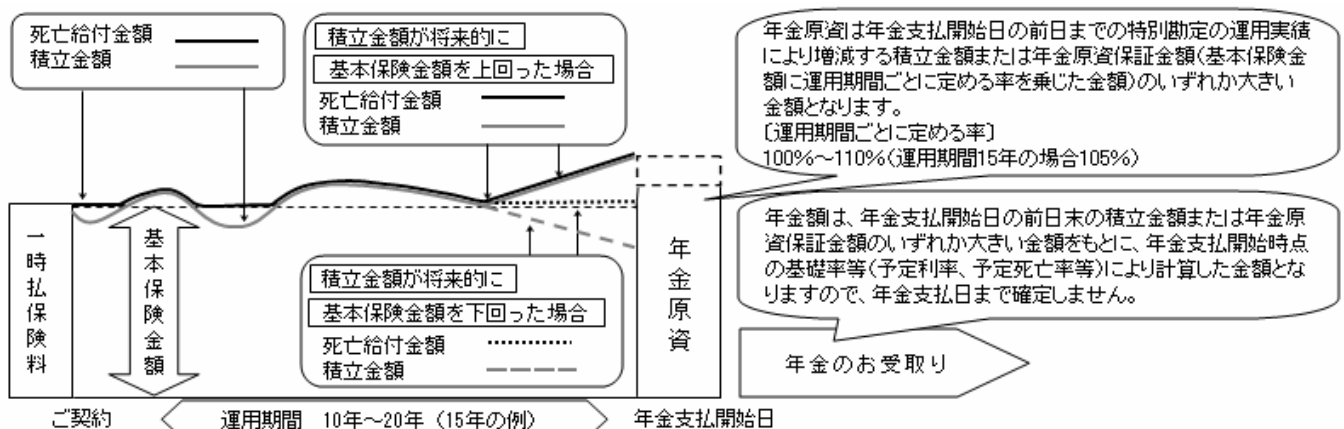 死亡給付金額
積立金額
積立金額が将来的に
基本保険金額を上回った場合
死亡給付金額
積立金額
年金原資は年金支払開始日の前日までの特別勘定の運用実績
により増減する積立金額または年金原資保証金額(基本保険金
額に運用期間ごとに定める率を乗じた金額)のいずれか大きい
金額となります。
〔運用期間ごとに定める率〕
100%～110%(運用期間15年の場合105%)
一時払保険料
基本保険金額
積立金額が将来的に
基本保険金額を下回った場合
死亡給付金額
積立金額
年金原資
年金額は、年金支払開始日の前日末の積立金額または年金原
資保証金額のいずれか大きい金額をもとに、年金支払開始時点
の基礎率等(予定利率、予定死亡率等)により計算した金額とな
りますので、年金支払日まで確定しません。
年金のお受取り
ご契約
運用期間 10年～20年 (15年の例)
年金支払開始日